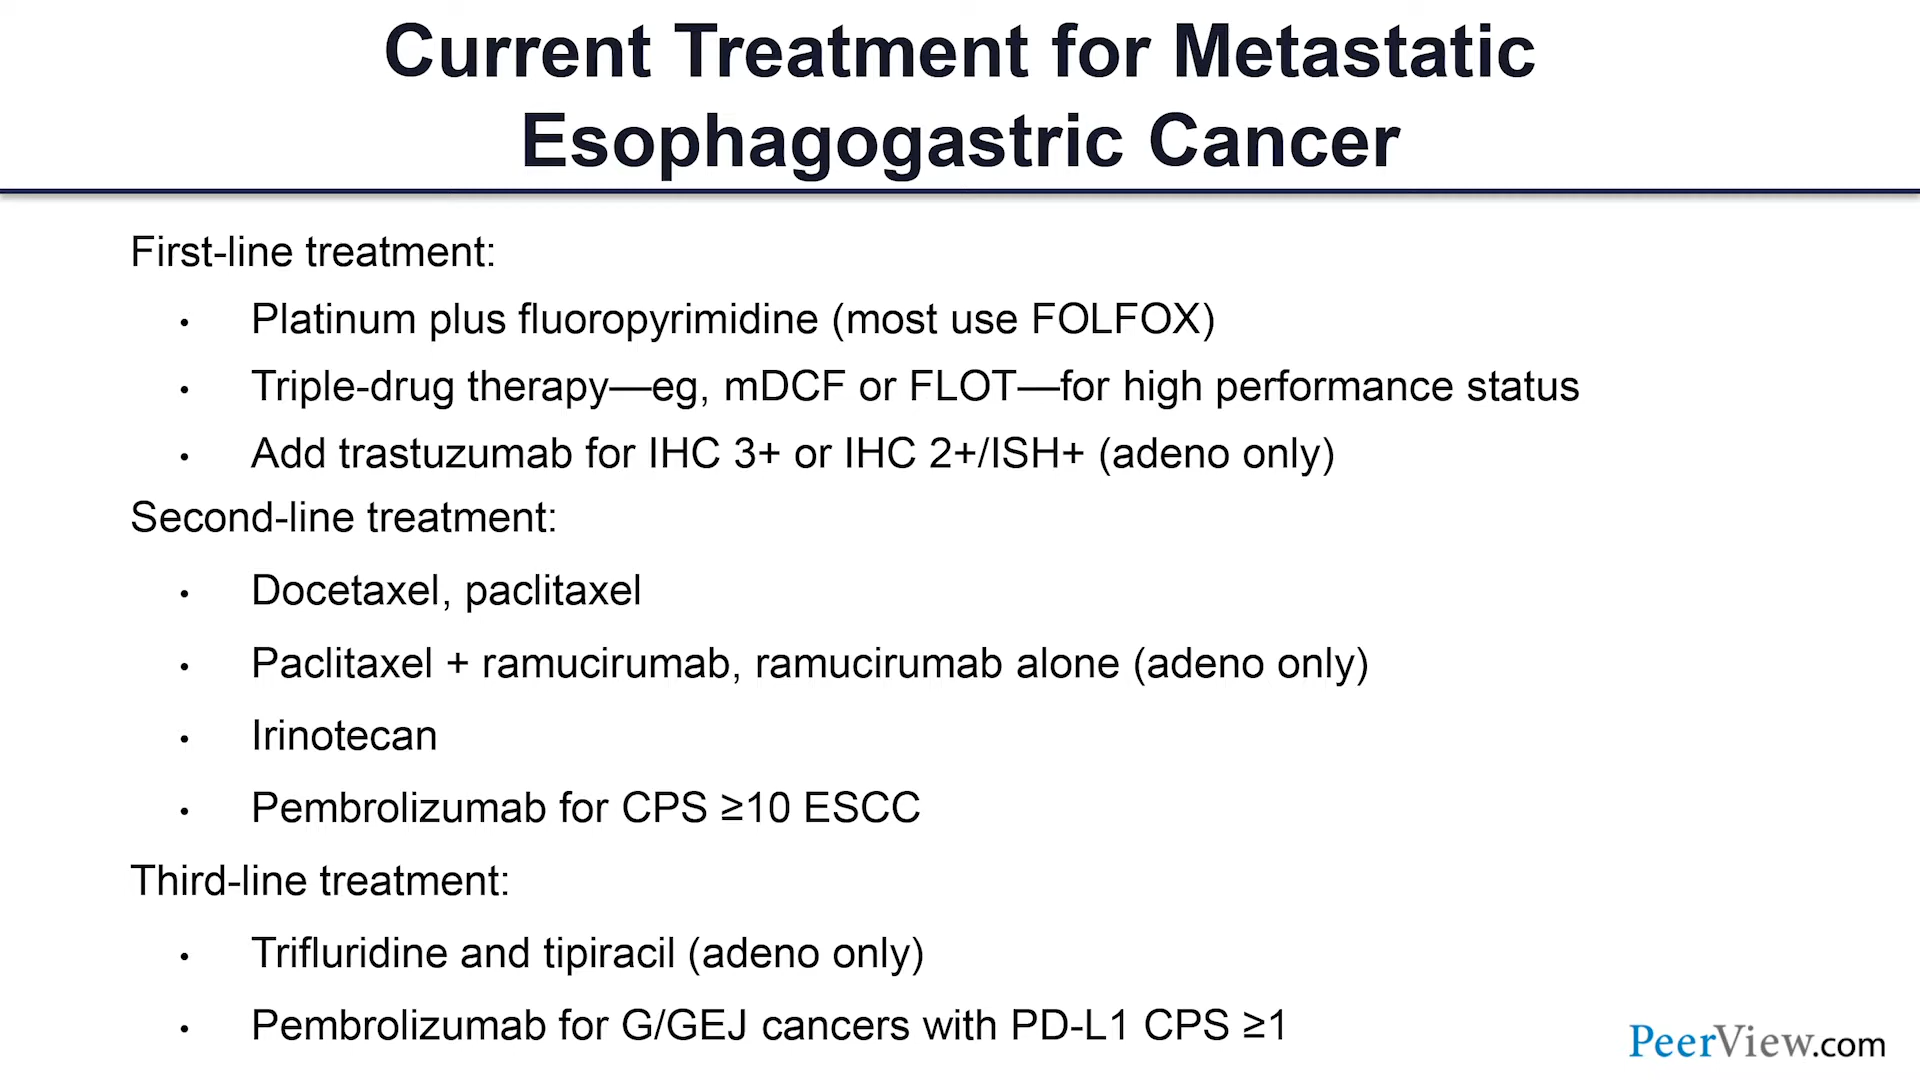 Current Treatment for Metastatic
Esophagogastric Cancer
First-line treatment:
• Platinum plus fluoropyrimidine (most use FOLFOX)
• Triple-drug therapy—eg, mDCF or FLOT—for high performance status
• Add trastuzumab for IHC 3+ or IHC 2+/ISH+ (adeno only)
Second-line treatment:
• Docetaxel, paclitaxel
• Paclitaxel + ramucirumab, ramucirumab alone (adeno only)
• Irinotecan
• Pembrolizumab for CPS ≥10 ESCC
Third-line treatment:
• Trifluridine and tipiracil (adeno only)
• Pembrolizumab for G/GEJ cancers with PD-L1 CPS ≥1
PeerView.com